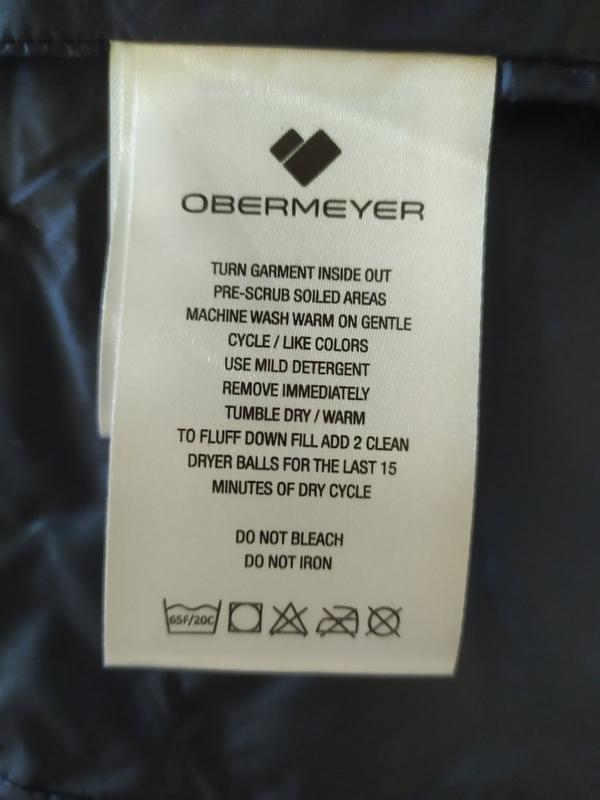 OBERMEYER
TURN GARMENT INSIDE OUT
PRE-SCRUB SOILED AREAS
MACHINE WASH WARM ON GENTLE
CYCLE / LIKE COLORS
USE MILD DETERGENT
REMOVE IMMEDIATELY
TUMBLE DRY / WARM
TO FLUFF DOWN FILL ADD 2 CLEAN
DRYER BALLS FOR THE LAST 15
MINUTES OF DRY CYCLE
DO NOT BLEACH
DO NOT IRON
65F/20C